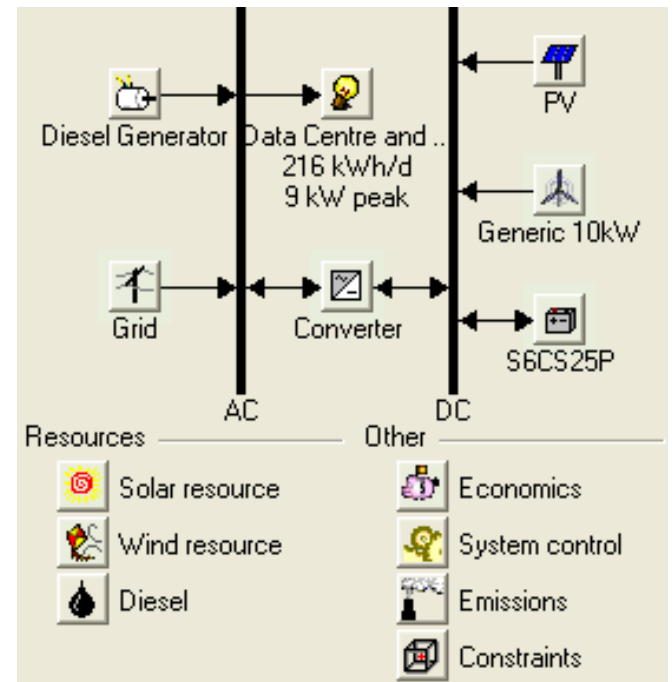 Diesel Generator
Data Centre and ..
216 kWh/d
9 kW peak
PV
Generic 10kW
Grid
Converter
S6CS25P
AC
DC
Resources
Other
Solar resource
Economics
Wind resource
System control
Diesel
Emissions
Constraints